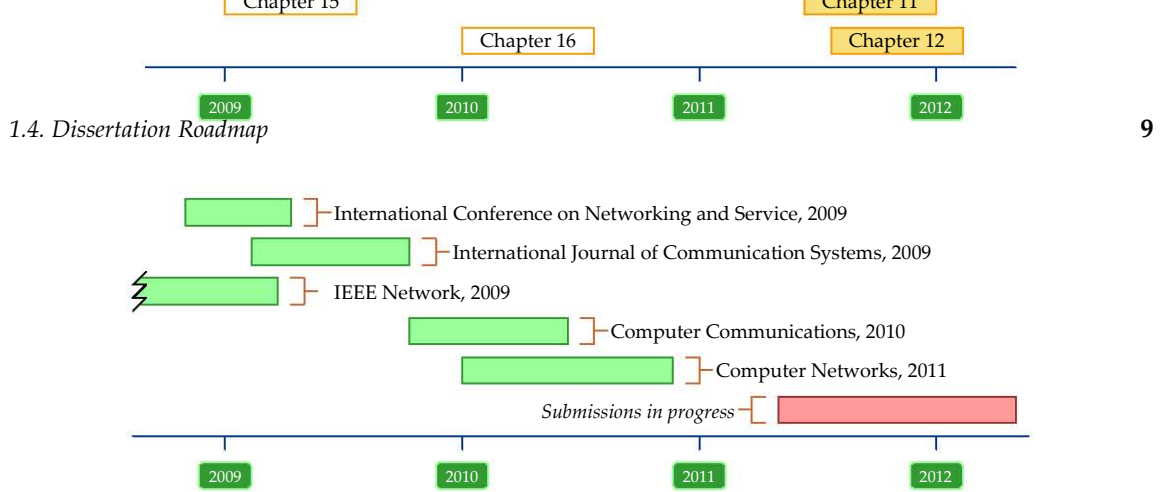 Chapter 15 Chapter 11
Chapter 16 Chapter 12
2009 2010 2011 2012
1.4. Dissertation Roadmap 9
International Conference on Networking and Service, 2009
International Journal of Communication Systems, 2009
IEEE Network, 2009
Computer Communications, 2010
Computer Networks, 2011
Submissions in progress
2009 2010 2011 2012